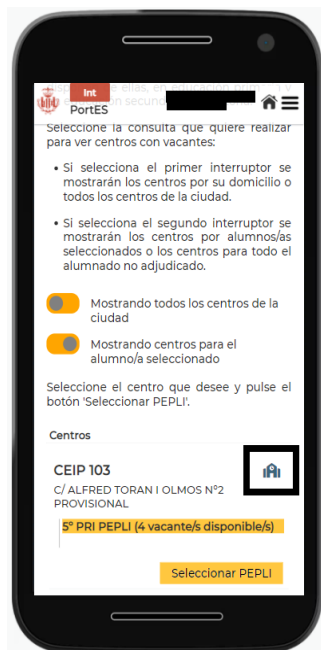 Int
PortES
Seleccione la consulta que quiere realizar
para ver centros con vacantes:
• Si selecciona el primer interruptor se
mostrarán los centros por su domicilio o
todos los centros de la ciudad.
• Si selecciona el segundo interruptor se
mostrarán los centros por alumnos/as
seleccionados o los centros para todo el
alumnado no adjudicado.
Mostrando todos los centros de la
ciudad
Mostrando centros para el
alumno/a seleccionado
Seleccione el centro que desee y pulse el
botón 'Seleccionar PEPLI'.
Centros
CEIP 103
C/ ALFRED TORAN I OLMOS Nº2
PROVISIONAL
5º PRI PEPLI (4 vacante/s disponible/s)
Seleccionar PEPLI